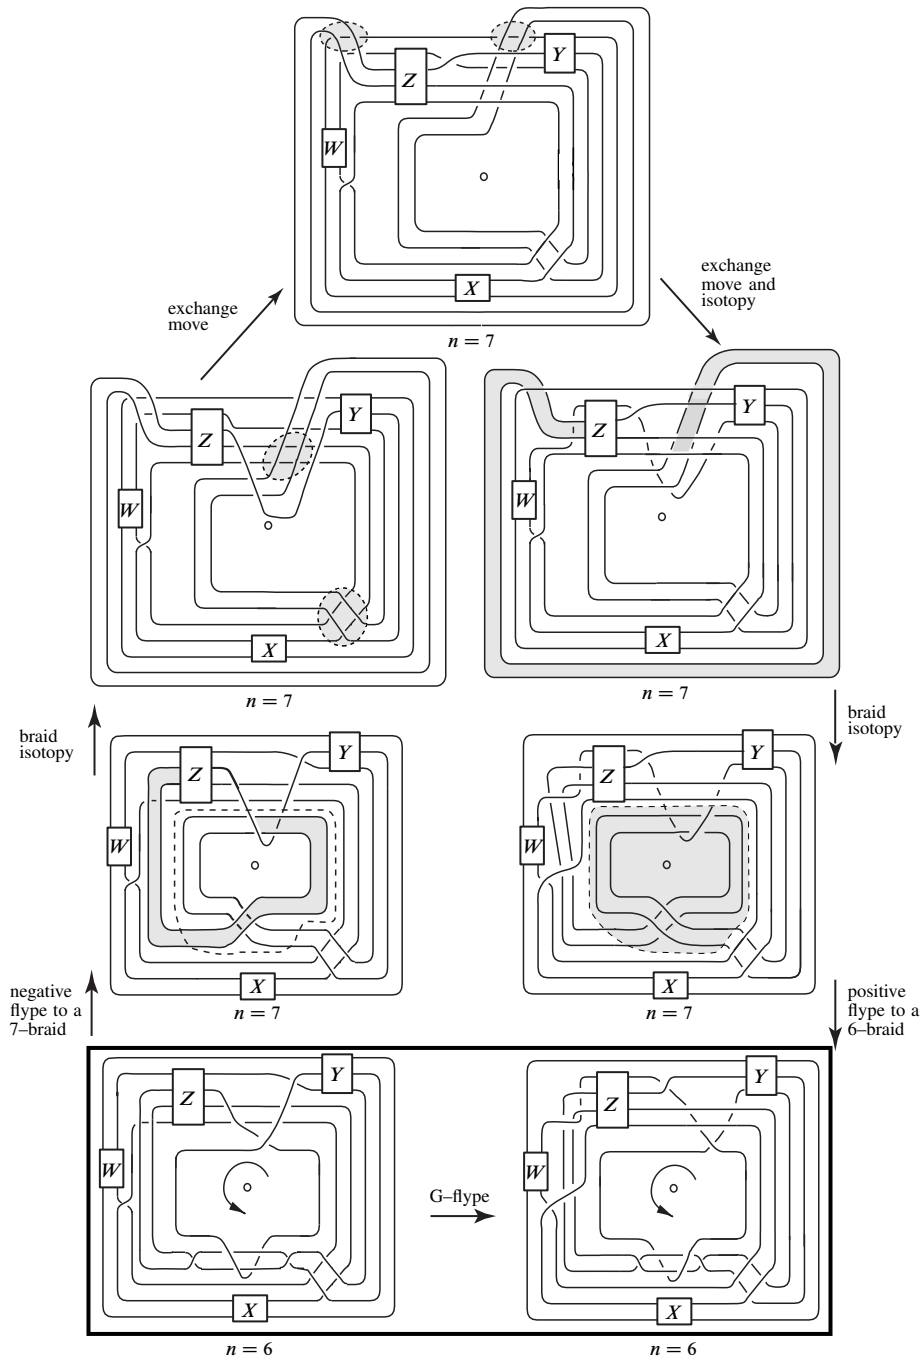 Y
Z
W
X
n = 7
exchange
move
exchange
move and
isotopy
Y
Z
W
X
n = 7
Y
Z
W
X
n = 7
braid
isotopy
braid
isotopy
Y
Z
W
X
n = 7
Y
Z
W
X
n = 7
negative
flype to a
7–braid
positive
flype to a
6–braid
Y
Z
W
X
n = 6
G–flype
Y
Z
W
X
n = 6